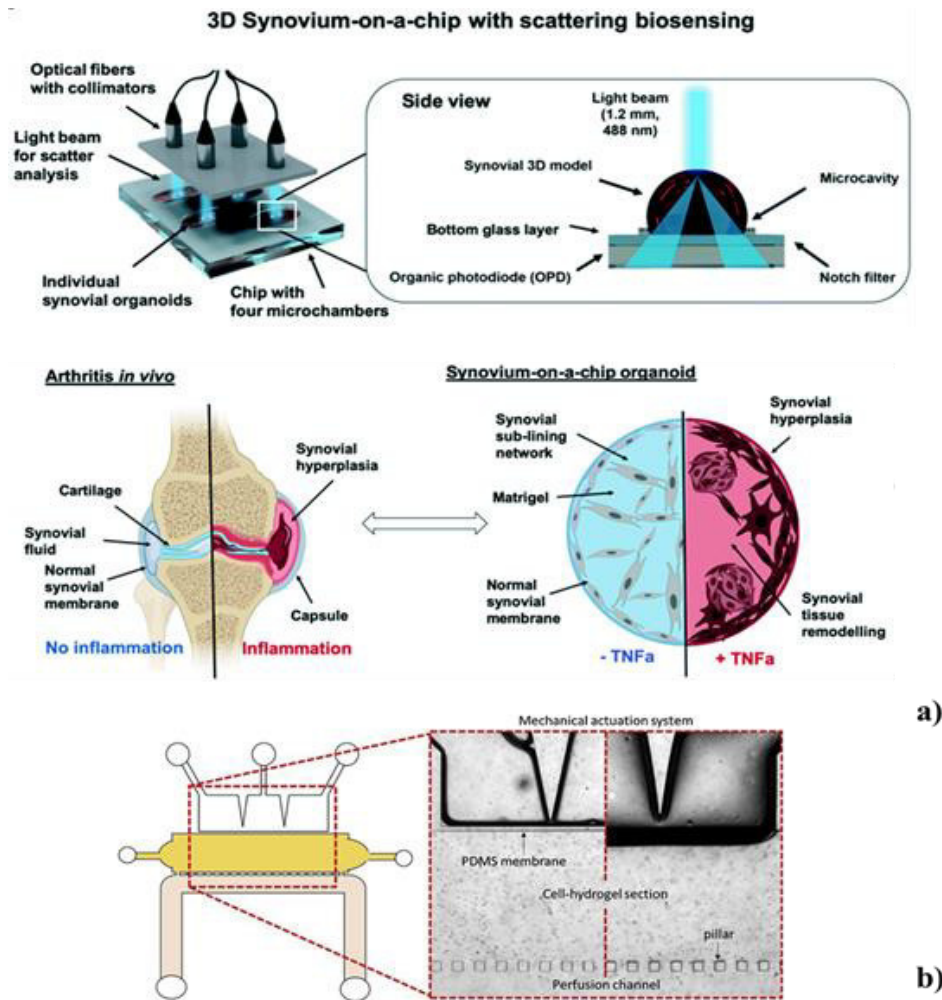 3D Synovium-on-a-chip with scattering biosensing
Optical fibers
with collimators
Light beam
for scatter
analysis
Individual
synovial organoids
Chip with
four microchambers
Side view
Light beam
(1.2 mm,
488 nm)
Synovial 3D model
Microcavity
Bottom glass layer
Organic photodiode (OPD)
Notch filter
Arthritis in vivo
Synovial
hyperplasia
Cartilage
Synovial
fluid
Normal
synovial
membrane
Capsule
No inflammation
Inflammation
Synovium-on-a-chip organoid
Synovial
sub-lining
network
Matrigel
Normal
synovial
membrane
Synovial
hyperplasia
Synovial
tissue
remodelling
- TNFa
+ TNFa
a)
Mechanical actuation system
PDMS membrane
Cell-hydrogel section
pillar
Perfusion channel
b)